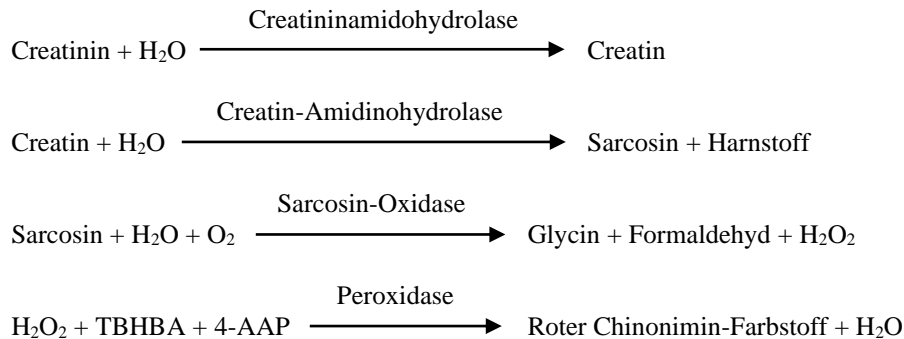 Creatininamidohydrolase
Creatinin + H₂O Creatin
Creatin-Amidinohydrolase
Creatin + H₂O Sarcosin + Harnstoff
Sarcosin-Oxidase
Sarcosin + H₂O + O₂ Glycin + Formaldehyd + H₂O₂
Peroxidase
H₂O₂ + TBHBA + 4-AAP Roter Chinonimin-Farbstoff + H₂O